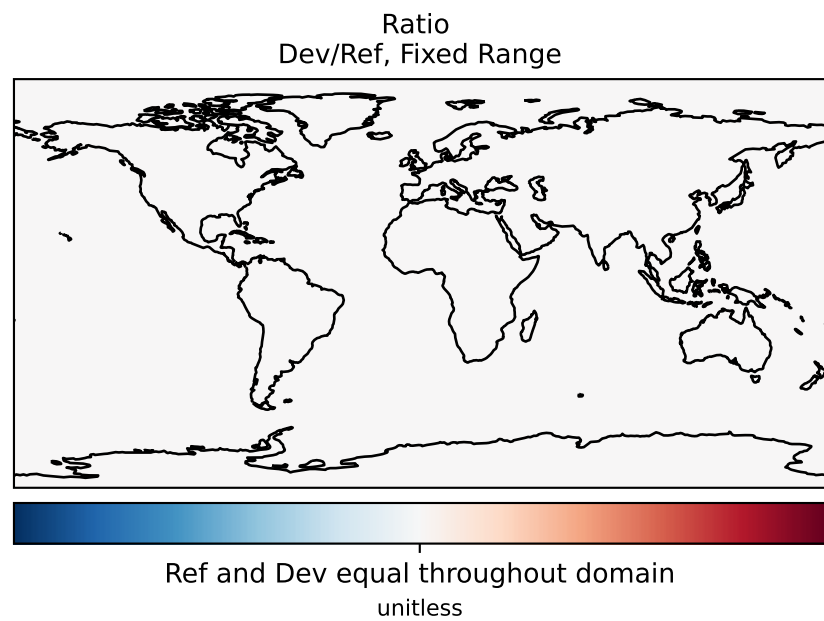 Ratio
Dev/Ref, Fixed Range
Ref and Dev equal throughout domain
unitless